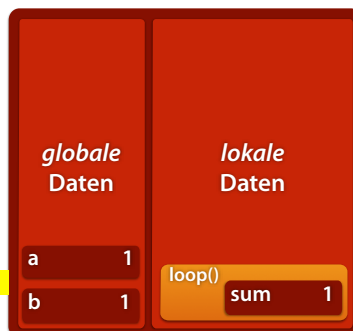 globale
Daten
lokale
Daten
a 1
b 1
loop()
sum 1